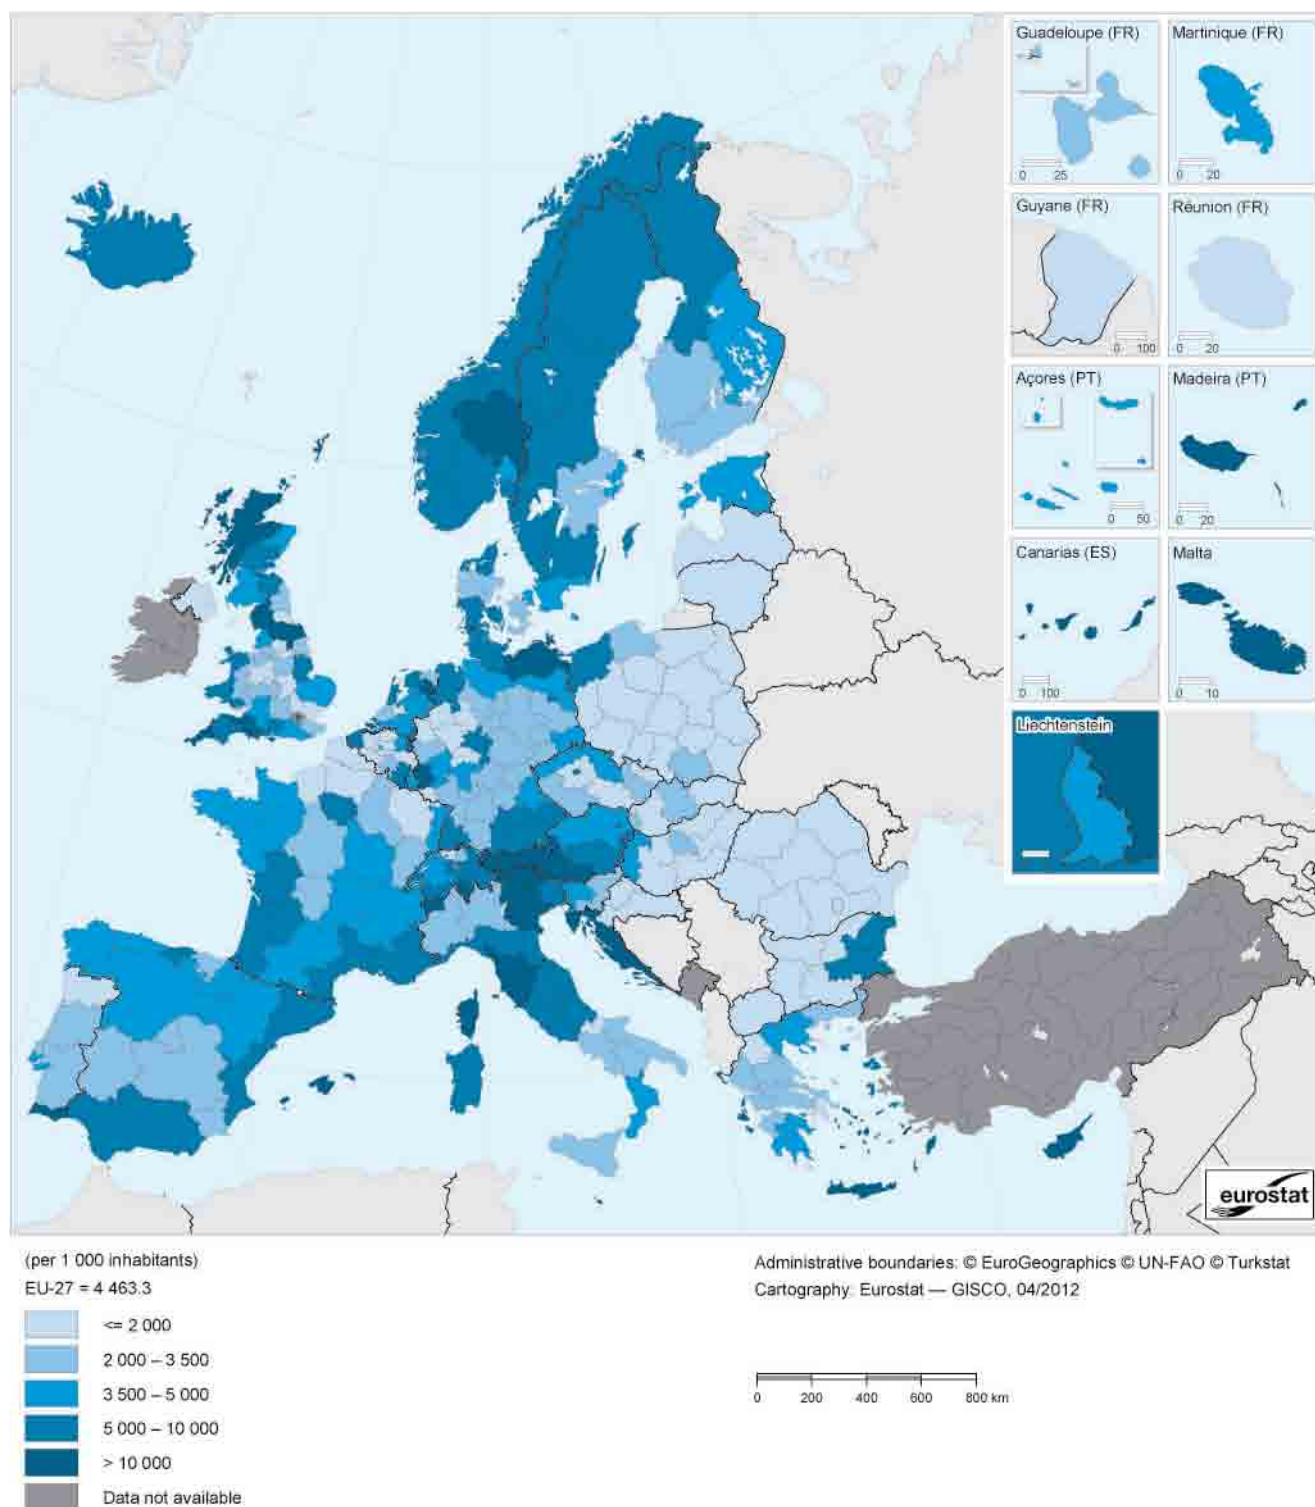 Guadeloupe (FR)
0 25
Martinique (FR)
0 20
Guyane (FR)
0 100
Réunion (FR)
0 20
Açores (PT)
0 50
Madeira (PT)
0 20
Canarias (ES)
0 100
Malta
0 10
Liechtenstein
eurostat
(per 1 000 inhabitants)
EU-27 = 4 463.3
<= 2 000
2 000 – 3 500
3 500 – 5 000
5 000 – 10 000
> 10 000
Data not available
Administrative boundaries: © EuroGeographics © UN-FAO © Turkstat
Cartography: Eurostat — GISCO, 04/2012
0 200 400 600 800 km